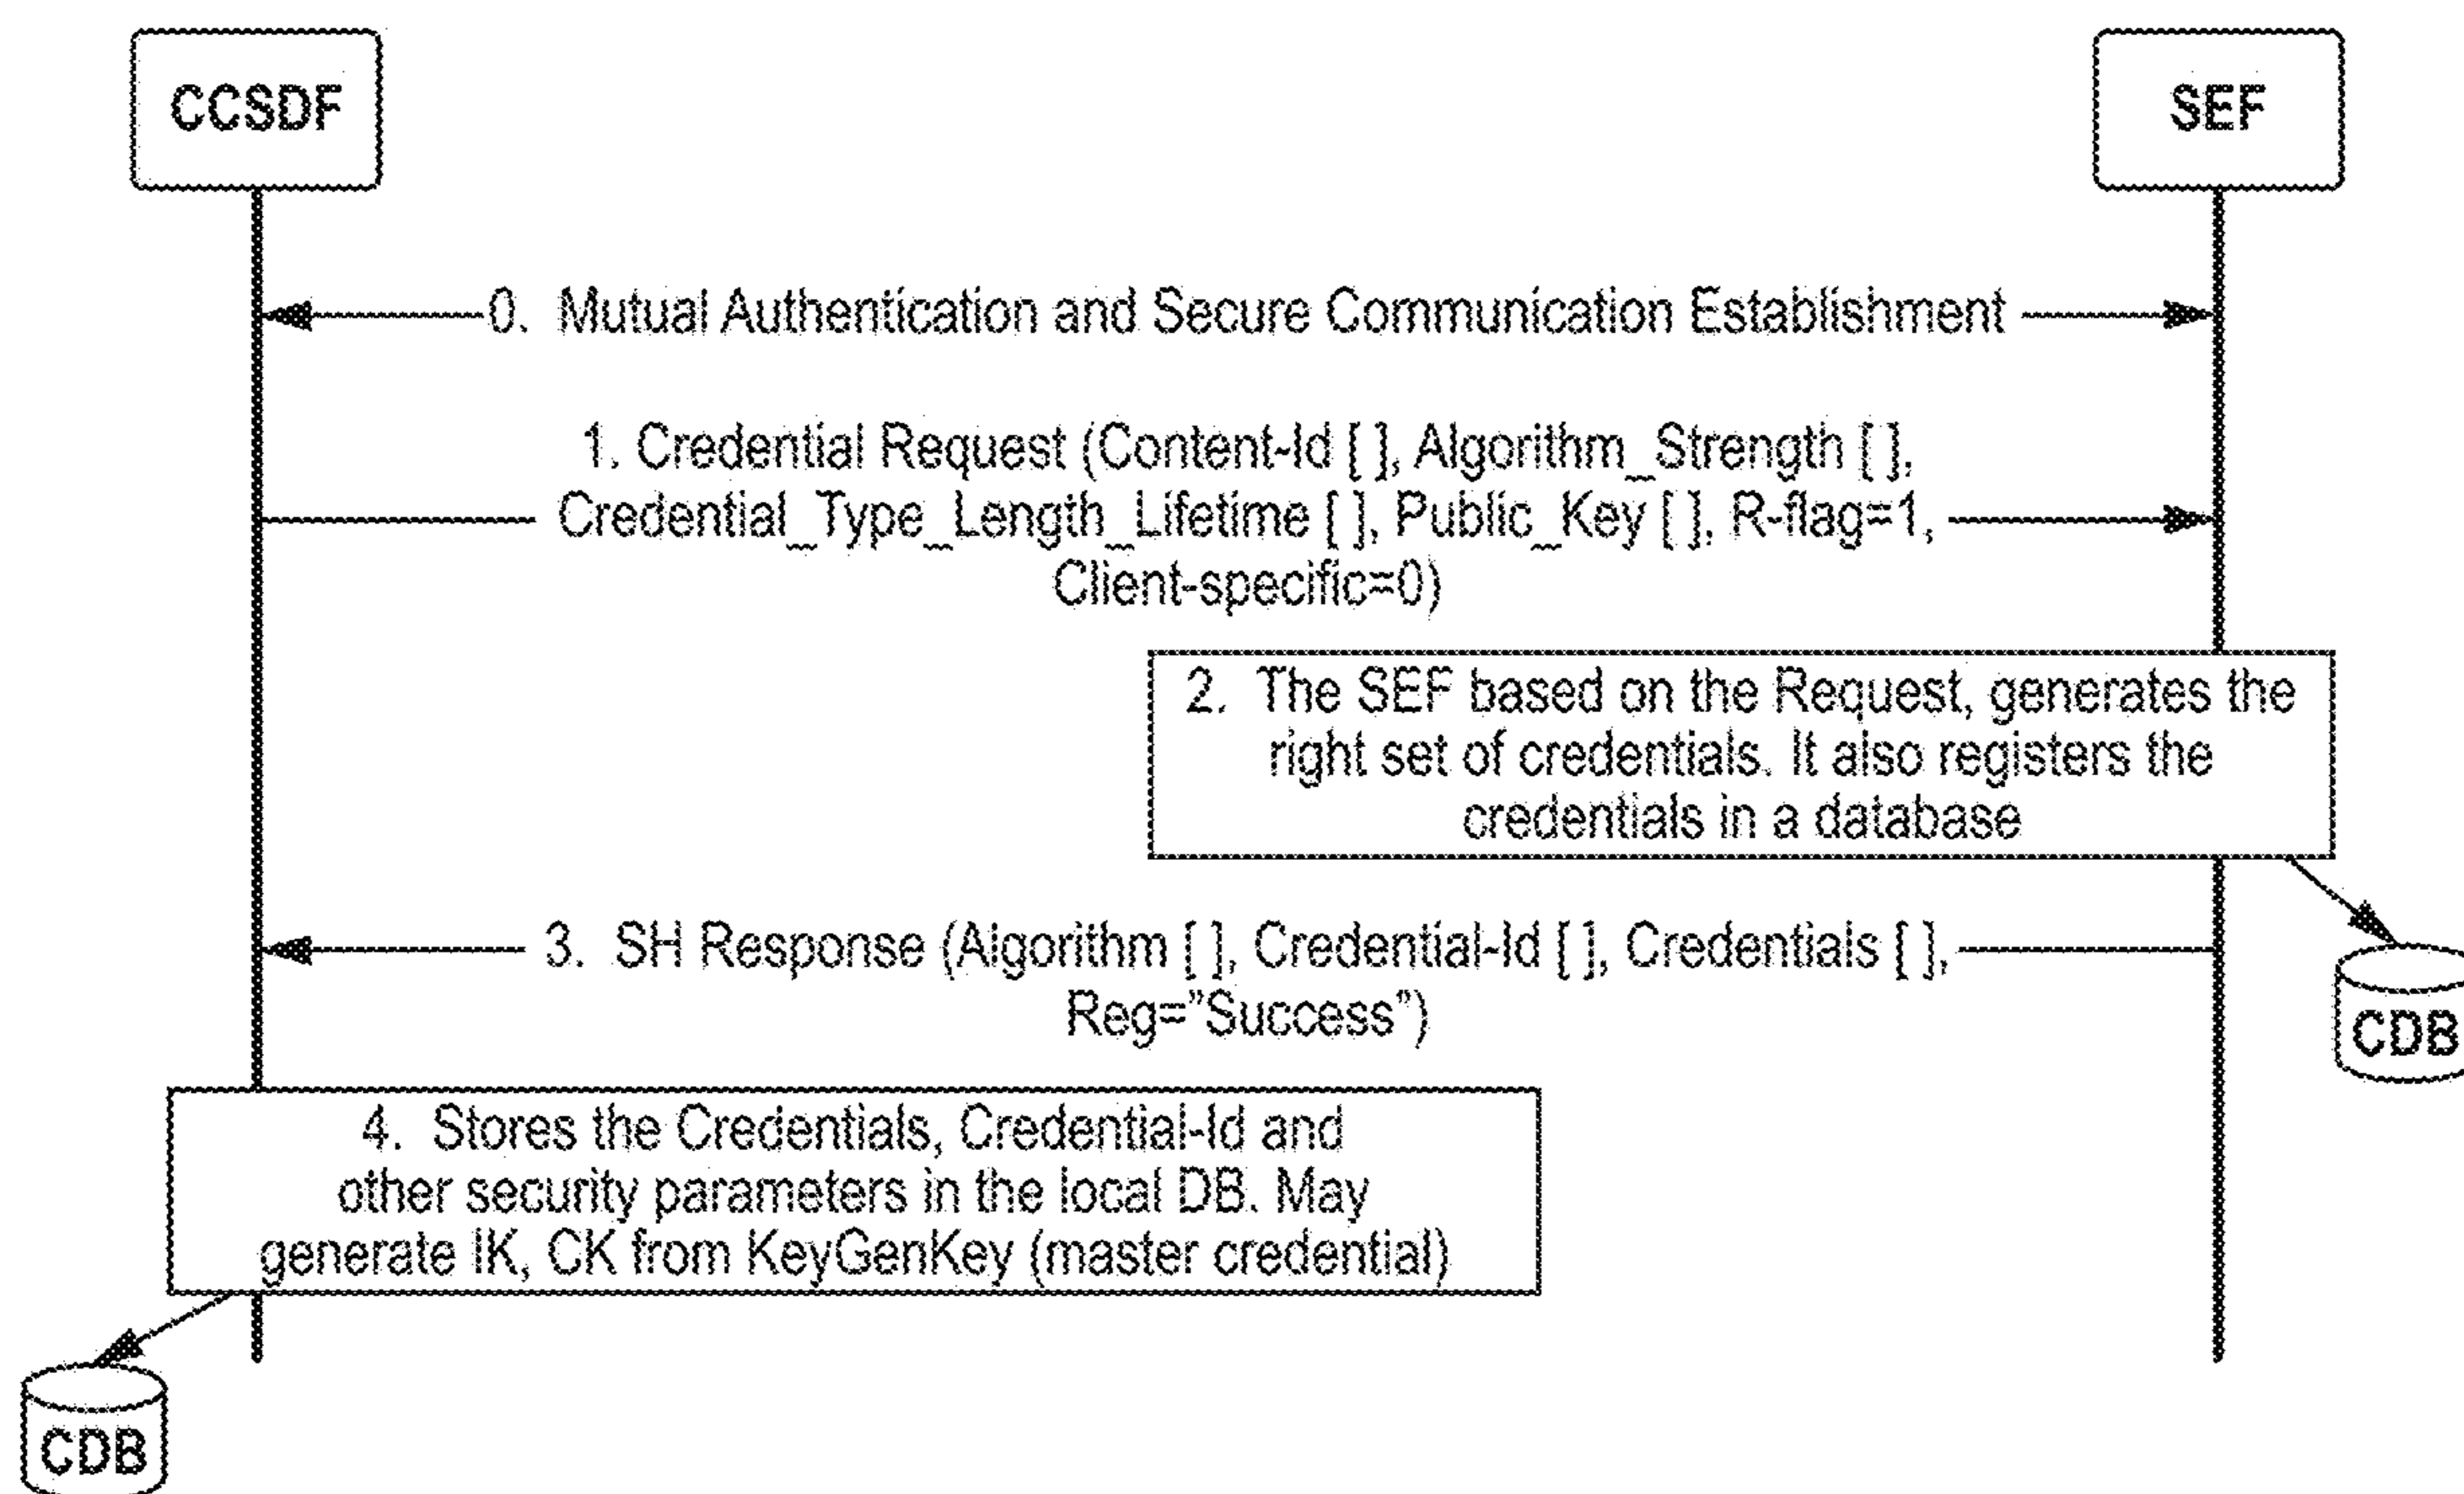 CCSDF
SEF
0. Mutual Authentication and Secure Communication Establishment
1. Credential Request (Content-Id [ ], Algorithm_Strength [ ],
Credential_Type_Length_Lifetime [ ], Public_Key [ ], R-flag=1,
Client-specific=0)
2. The SEF based on the Request, generates the
right set of credentials. It also registers the
credentials in a database
3. SH Response (Algorithm [ ], Credential-Id [ ], Credentials [ ],
Reg=”Success”)
CDB
4. Stores the Credentials, Credential-Id and
other security parameters in the local DB. May
generate IK, CK from KeyGenKey (master credential)
CDB